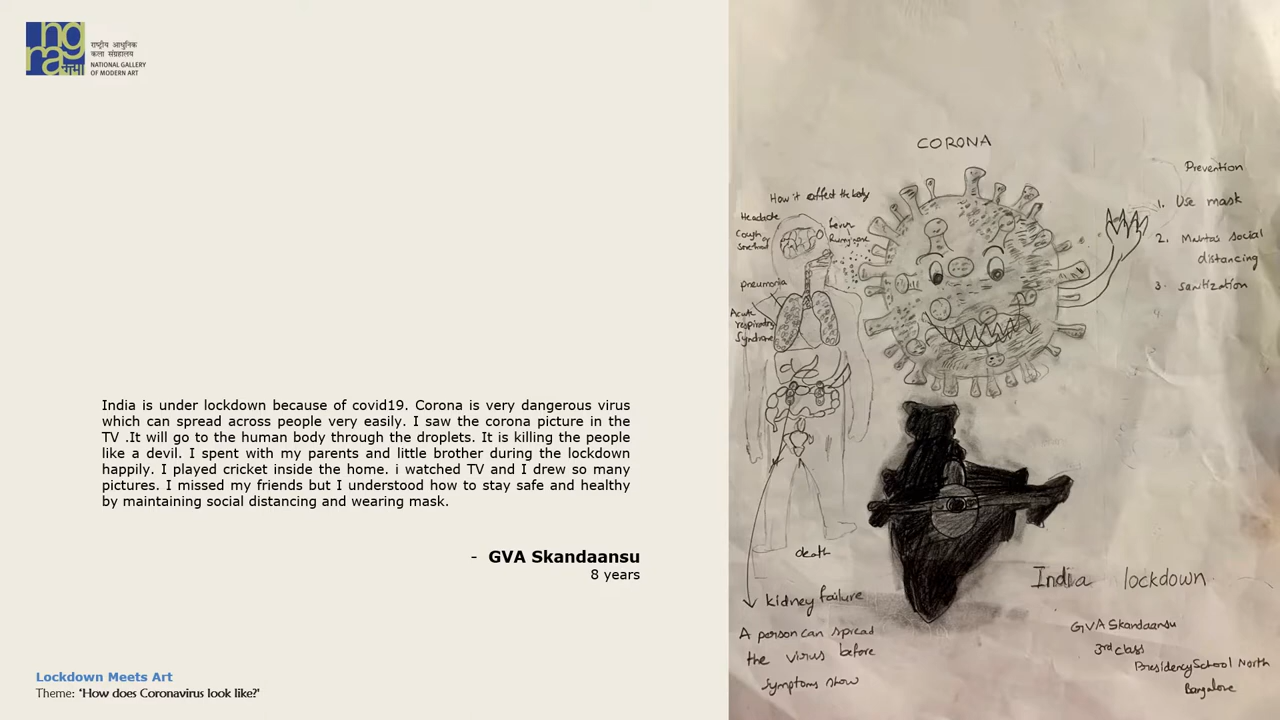 राष्ट्रीय आधुनिक
कला संग्रहालय
NATIONAL GALLERY
OF MODERN ART
India is under lockdown because of covid19. Corona is very dangerous virus
which can spread across people very easily. I saw the corona picture in the
TV .It will go to the human body through the droplets. It is killing the people
like a devil. I spent with my parents and little brother during the lockdown
happily. I played cricket inside the home. i watched TV and I drew so many
pictures. I missed my friends but I understood how to stay safe and healthy
by maintaining social distancing and wearing mask.
- GVA Skandaansu
8 years
Lockdown Meets Art
Theme: 'How does Coronavirus look like?'
CORONA
How it affect the body
Headache
Cough or
pneumonia
Acute
respiratory
Syndrome
death
kidney failure
A person can spread
the virus before
symptoms show
Prevention
1. Use mask
2. social
distancing
3. sanitization
India lockdown
GVA Skandaansu
3rd class
Presidency School North
Bangalore